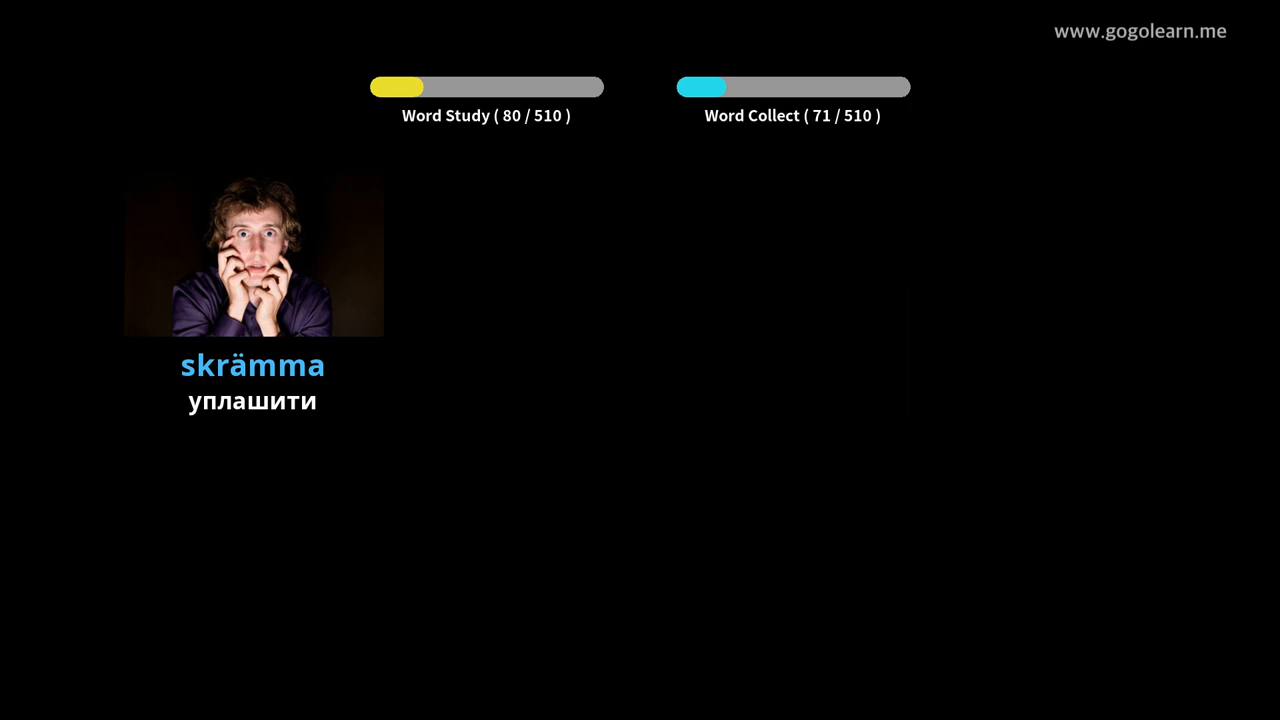 www.gogolearn.me
Word Study ( 80 / 510 )
Word Collect ( 71 / 510 )
skrämma
уплашити